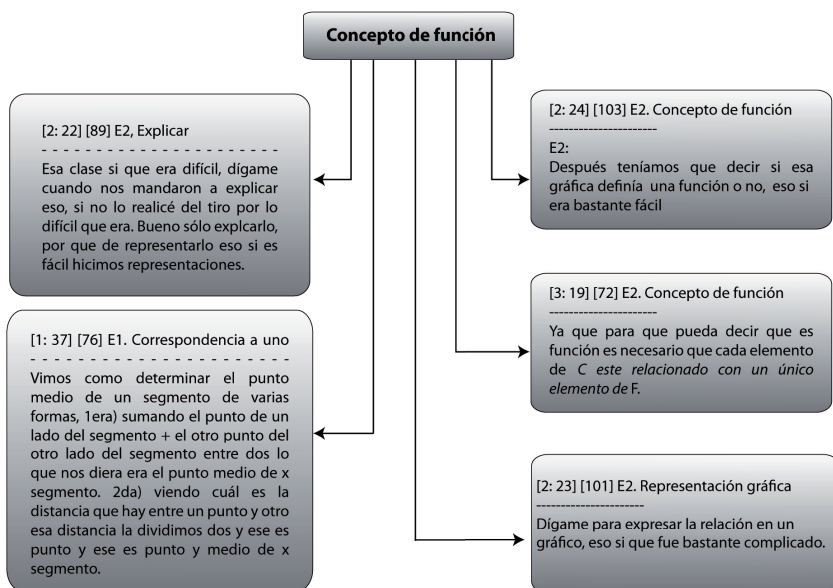 Concepto de función
[2: 22] [89] E2, Explicar
- - - - - - - - - - - - - - - - - - - - - - -
Esa clase si que era difícil, dígame
cuando nos mandaron a explicar
eso, si no lo realicé del tiro por lo
difícil que era. Bueno sólo explcarlo,
por que de representarlo eso si es
fácil hicimos representaciones.
[1: 37] [76] E1. Correspondencia a uno
- - - - - - - - - - - - - - - - - - - - - - -
Vimos como determinar el punto
medio de un segmento de varias
formas, 1era) sumando el punto de un
lado del segmento + el otro punto del
otro lado del segmento entre dos lo
que nos diera era el punto medio de x
segmento. 2da) viendo cuál es la
distancia que hay entre un punto y otro
esa distancia la dividimos dos y ese es
punto y ese es punto y medio de x
segmento.
[2: 24] [103] E2. Concepto de función
----------------------
E2:
Después teníamos que decir si esa
gráfica definía una función o no, eso si
era bastante fácil
[3: 19] [72] E2. Concepto de función
----------------------
Ya que para que pueda decir que es
función es necesario que cada elemento
de C este relacionado con un único
elemento de F.
[2: 23] [101] E2. Representación gráfica
----------------------
Dígame para expresar la relación en un
gráfico, eso si que fue bastante complicado.